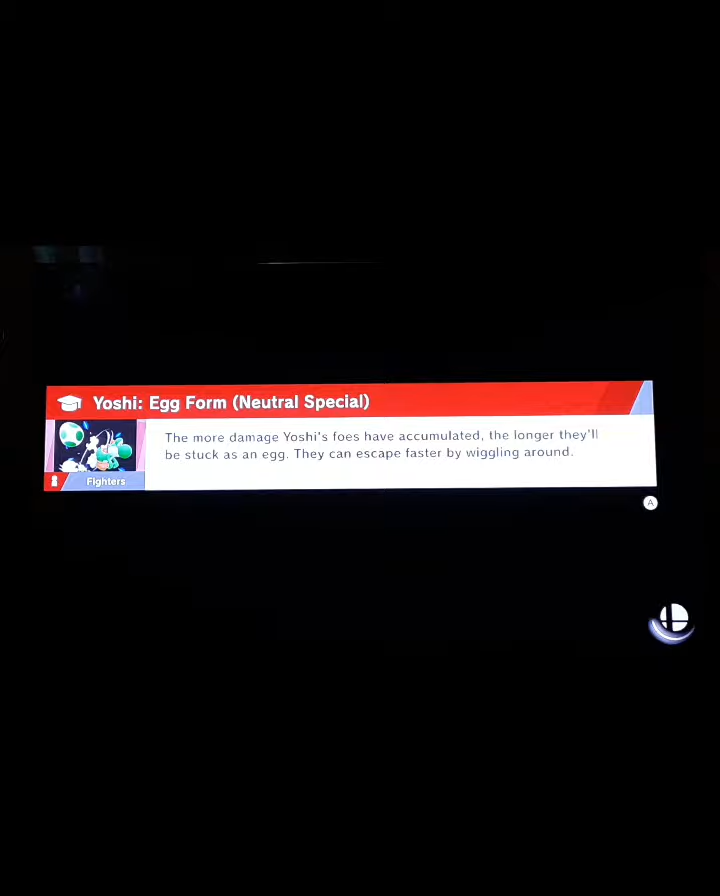 Yoshi: Egg Form (Neutral Special)
The more damage Yoshi's foes have accumulated, the longer they'll
be stuck as an egg. They can escape faster by wiggling around.
Fighters
A